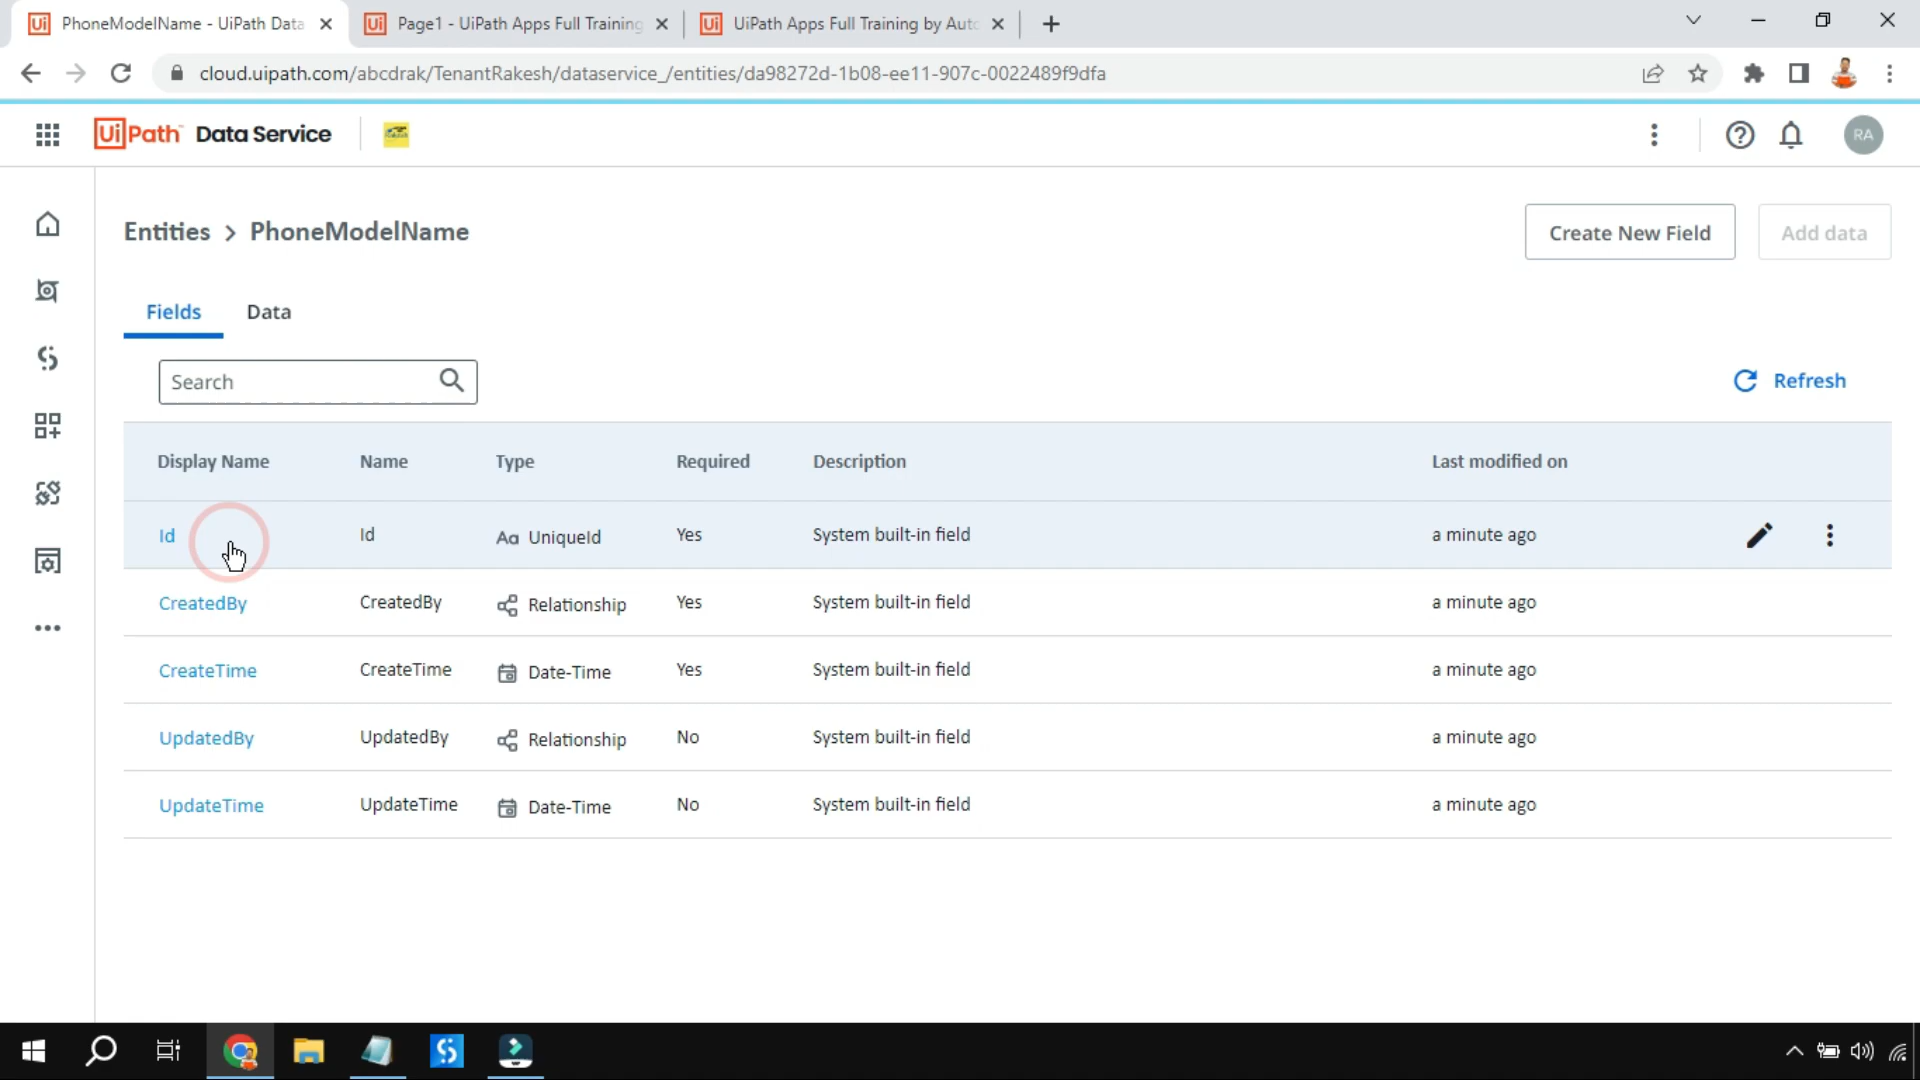 PhoneModelName - UiPath Data
Page1 - UiPath Apps Full Training
UiPath Apps Full Training by Auto
cloud.uipath.com/abcdrak/TenantRakesh/dataservice_/entities/da98272d-1b08-ee11-907c-0022489f9dfa
UiPath Data Service
RA
Entities > PhoneModelName
Create New Field
Add data
Fields
Data
Search
Refresh
Display Name Name Type Required Description Last modified on
Id Id Aa UniqueId Yes System built-in field a minute ago
CreatedBy CreatedBy Relationship Yes System built-in field a minute ago
CreateTime CreateTime Date-Time Yes System built-in field a minute ago
UpdatedBy UpdatedBy Relationship No System built-in field a minute ago
UpdateTime UpdateTime Date-Time No System built-in field a minute ago